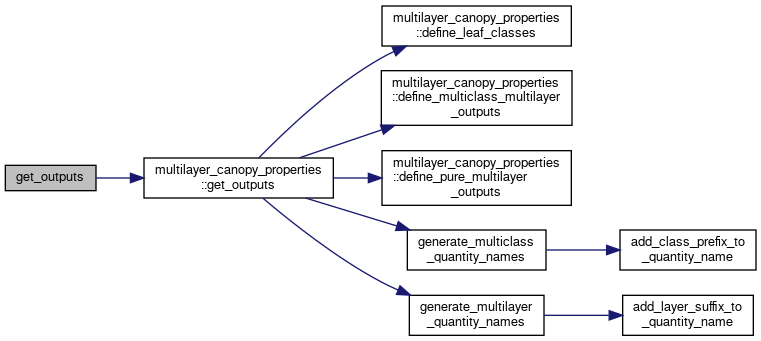 get_outputs
multilayer_canopy_properties
::get_outputs
multilayer_canopy_properties
::define_leaf_classes
multilayer_canopy_properties
::define_multiclass_multilayer
_outputs
multilayer_canopy_properties
::define_pure_multilayer
_outputs
generate_multiclass
_quantity_names
add_class_prefix_to
_quantity_name
generate_multilayer
_quantity_names
add_layer_suffix_to
_quantity_name